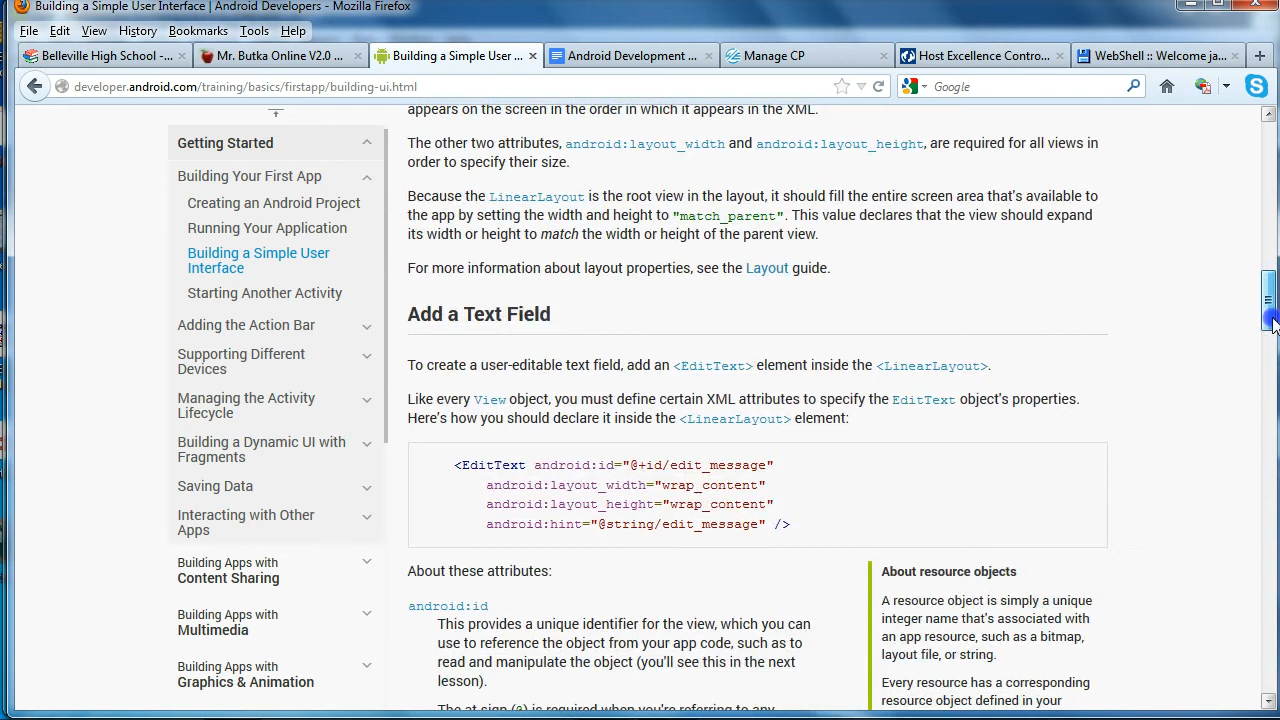 Building a Simple User Interface | Android Developers - Mozilla Firefox
File Edit View History Bookmarks Tools Help
Belleville High School -... Mr. Butka Online V2.0 ... Building a Simple User ... Android Development ... Manage CP Host Excellence Contro... WebShell :: Welcome ja...
developer.android.com/training/basics/firstapp/building-ui.html
Google
Getting Started
Building Your First App
Creating an Android Project
Running Your Application
Building a Simple User
Interface
Starting Another Activity
Adding the Action Bar
Supporting Different
Devices
Managing the Activity
Lifecycle
Building a Dynamic UI with
Fragments
Saving Data
Interacting with Other
Apps
Building Apps with
Content Sharing
Building Apps with
Multimedia
Building Apps with
Graphics & Animation
appears on the screen in the order in which it appears in the XML.
The other two attributes, android:layout_width and android:layout_height, are required for all views in
order to specify their size.
Because the LinearLayout is the root view in the layout, it should fill the entire screen area that's available to
the app by setting the width and height to "match_parent". This value declares that the view should expand
its width or height to match the width or height of the parent view.
For more information about layout properties, see the Layout guide.
Add a Text Field
To create a user-editable text field, add an <EditText> element inside the <LinearLayout>.
Like every View object, you must define certain XML attributes to specify the EditText object's properties.
Here's how you should declare it inside the <LinearLayout> element:
<EditText android:id="@+id/edit_message"
android:layout_width="wrap_content"
android:layout_height="wrap_content"
android:hint="@string/edit_message" />
About these attributes:
android:id
This provides a unique identifier for the view, which you can
use to reference the object from your app code, such as to
read and manipulate the object (you'll see this in the next
lesson).
The at sign (@) is required when you're referring to any
About resource objects
A resource object is simply a unique
integer name that's associated with
an app resource, such as a bitmap,
layout file, or string.
Every resource has a corresponding
resource object defined in your